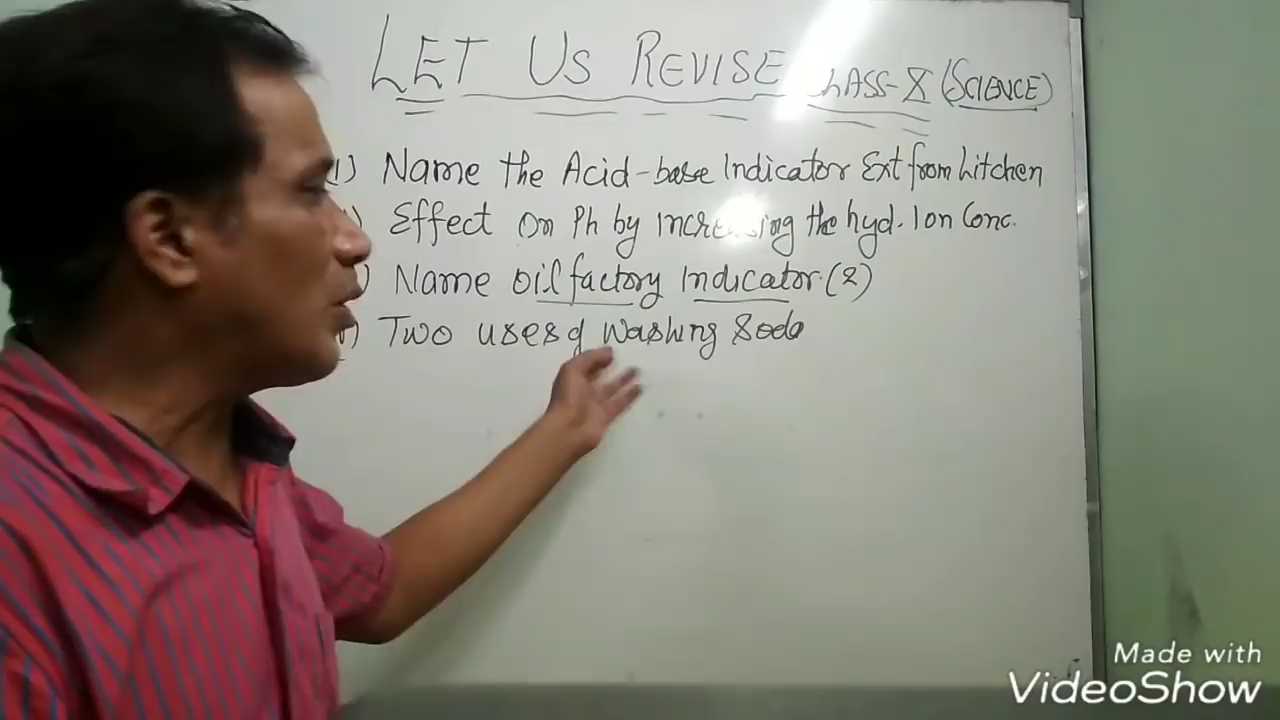 LET US REVISE CLASS-X (SCIENCE)
1) Name the Acid-base Indicator Ext from Litchen
) Effect On Ph by Increasing the hyd. Ion Conc.
) Name Oil factory Indicator. (2)
) Two uses of Washing Soda
Made with
VideoShow